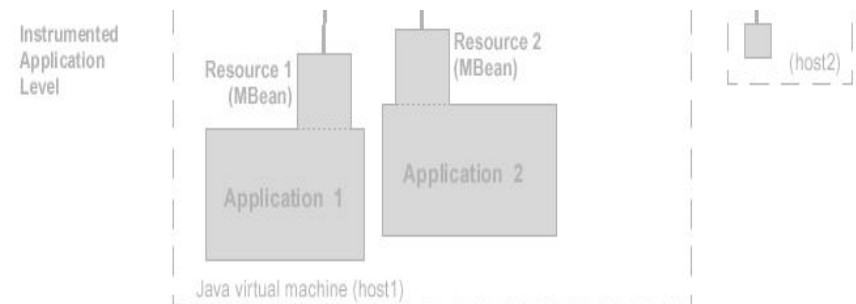 Instrumented
Application
Level
Resource 1
(MBean)
Resource 2
(MBean)
(host2)
Application 1
Application 2
Java virtual machine (host1)